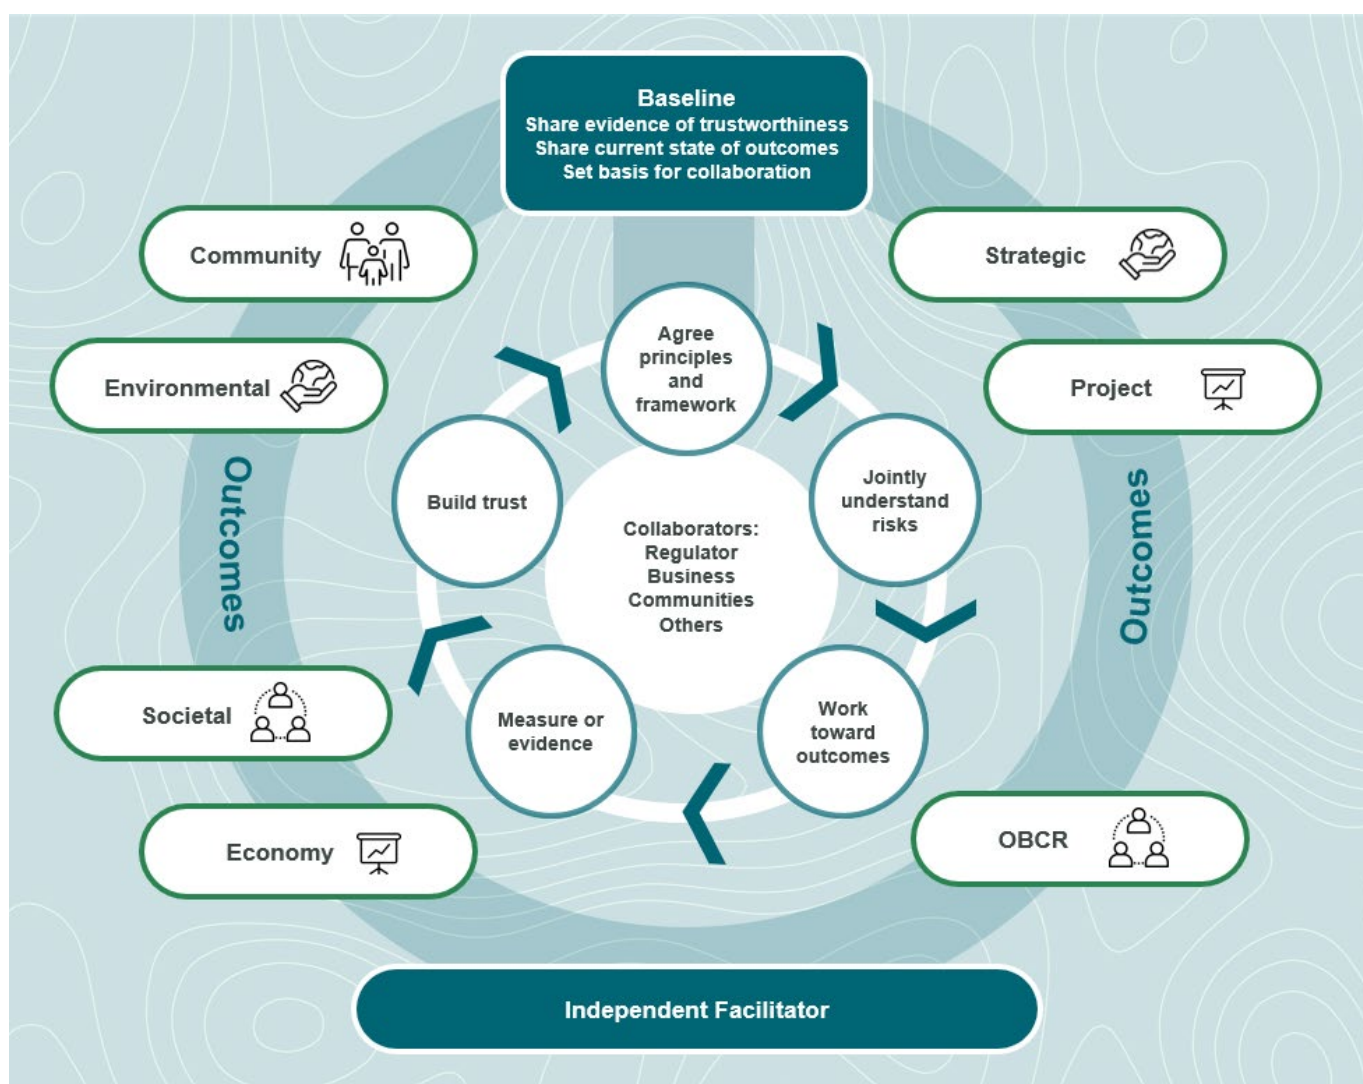 Baseline
Share evidence of trustworthiness
Share current state of outcomes
Set basis for collaboration
Community
Strategic
Environmental
Project
Agree
principles
and
framework
Build trust
Jointly
understand
risks
Collaborators:
Regulator
Business
Communities
Others
Outcomes
Outcomes
Societal
Measure or
evidence
Work
toward
outcomes
Economy
OBCR
Independent Facilitator